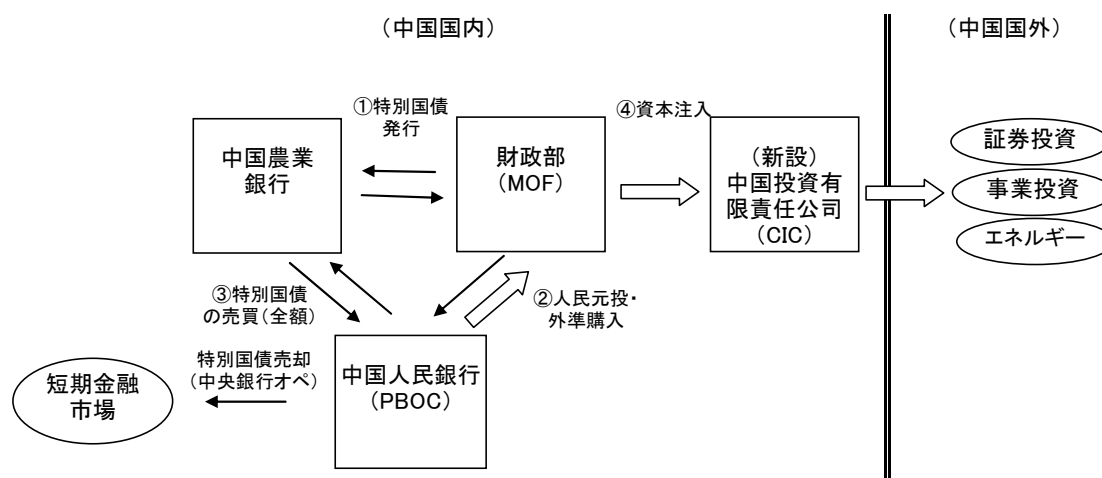 （中国国内）
（中国国外）
①特別国債
発行
中国農業
銀行
財政部
（MOF）
④資本注入
（新設）
中国投資有
限責任公司
（CIC）
証券投資
事業投資
エネルギー
③特別国債
の売買（全額）
②人民元投・
外準購入
特別国債売却
（中央銀行オペ）
短期金融
市場
中国人民銀行
（PBOC）